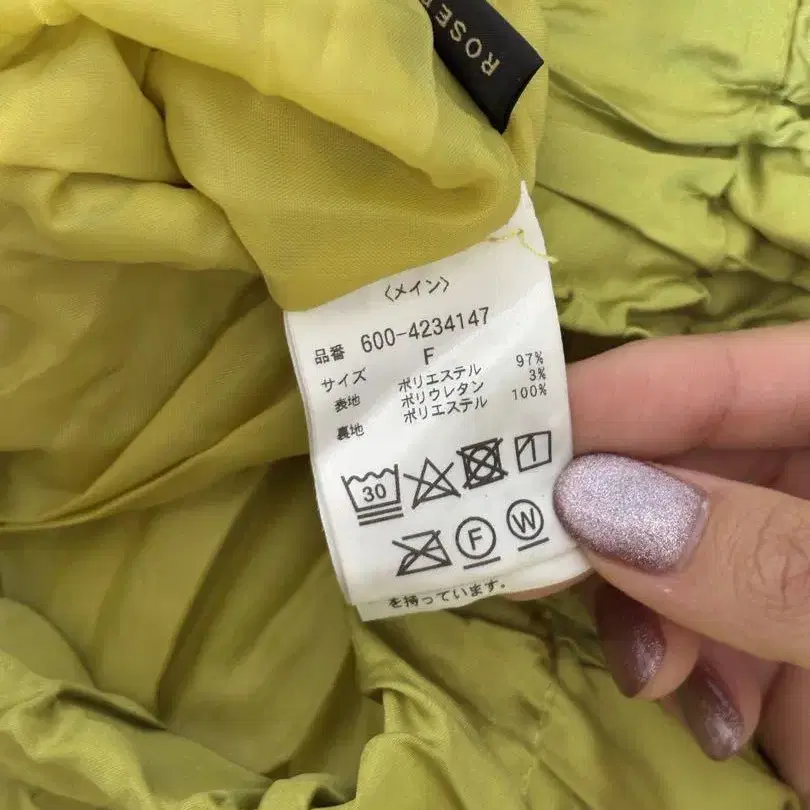 ROSE
〈メイン〉
品番 600-4234147
サイズ F
表地 ポリエステル 97%
ポリウレタン 3%
裏地 ポリエステル 100%
30
F W
を持っています。